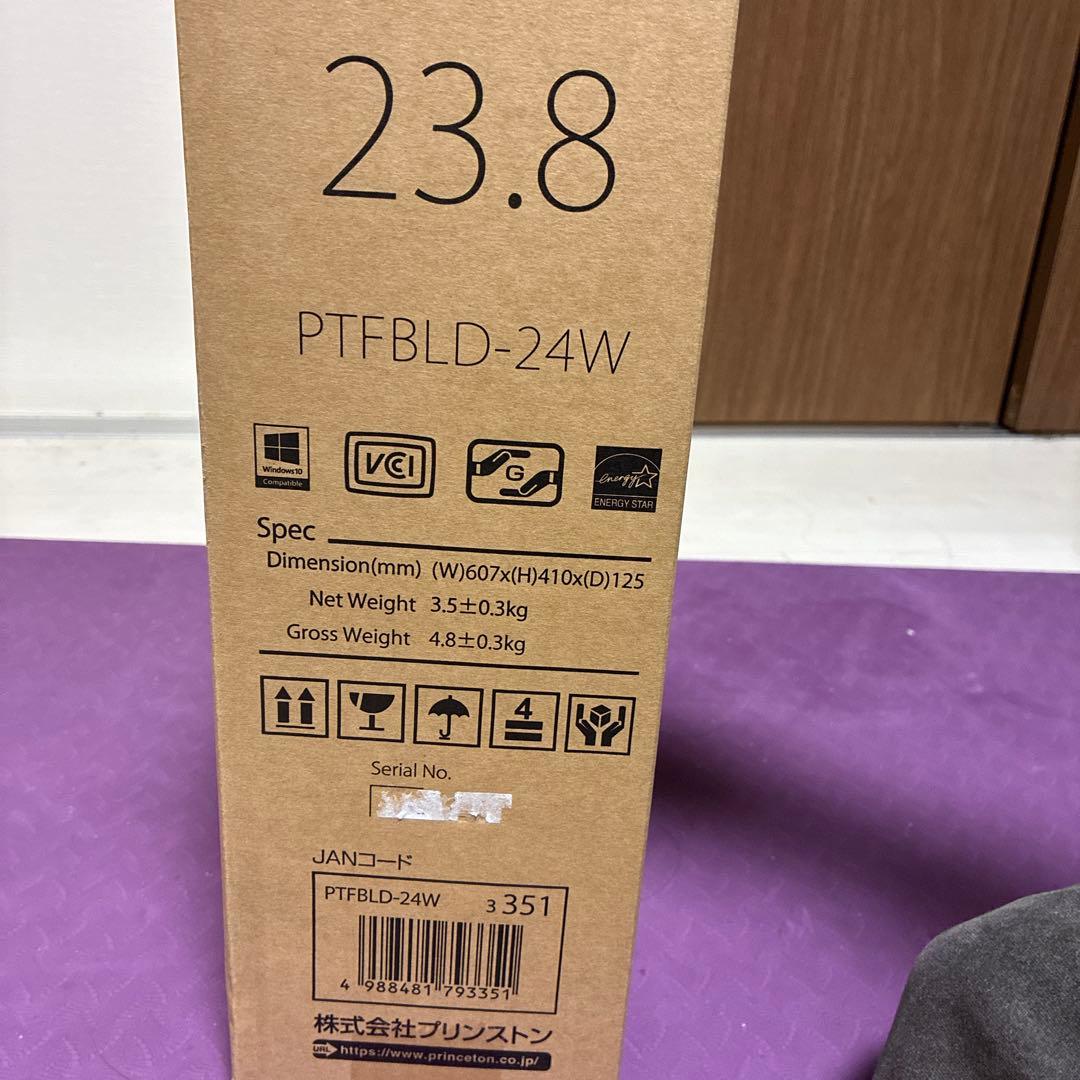 23.8
PTFBLD-24W
Windows10
Compatible
VCCI
G
energy
ENERGY STAR
Spec
Dimension(mm) (W)607x(H)410x(D)125
Net Weight 3.5±0.3kg
Gross Weight 4.8±0.3kg
4
Serial No.
JANコード
PTFBLD-24W 3 351
4 988481 793351
株式会社プリンストン
URL https://www.princeton.co.jp/